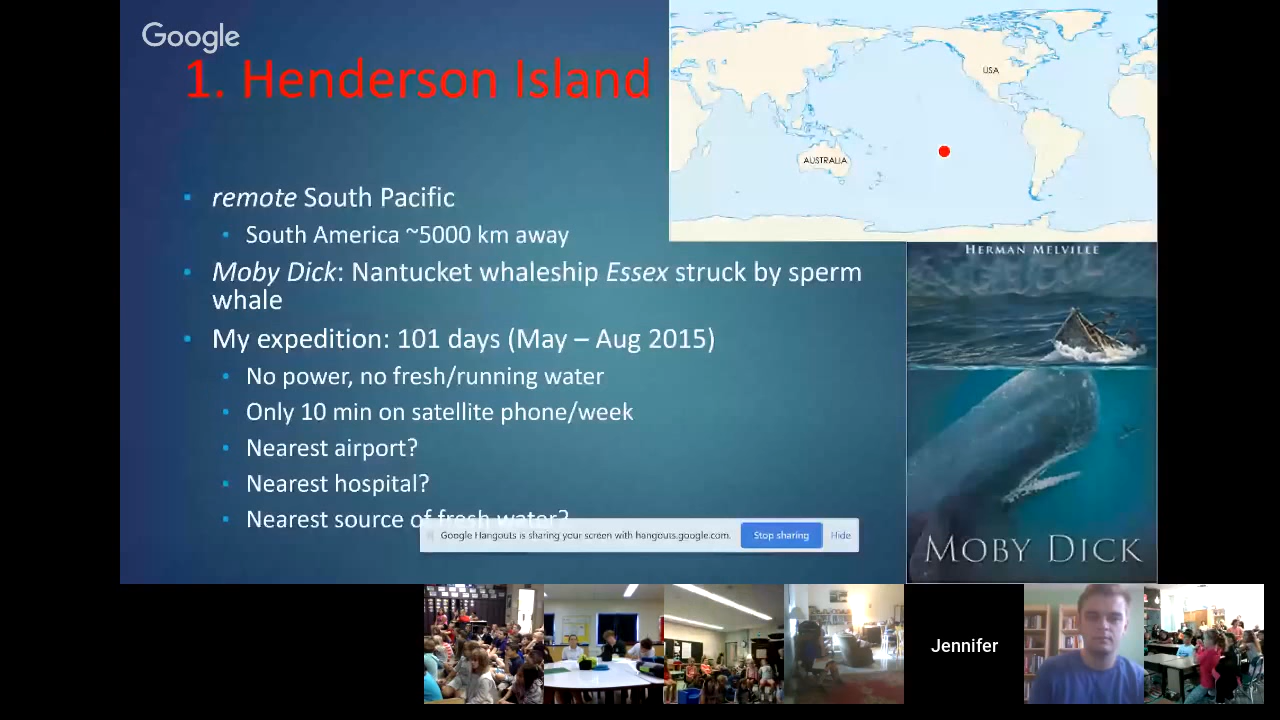 Google
1. Henderson Island
USA
AUSTRALIA
remote South Pacific
South America ~5000 km away
Moby Dick: Nantucket whaleship Essex struck by sperm
whale
My expedition: 101 days (May – Aug 2015)
No power, no fresh/running water
Only 10 min on satellite phone/week
Nearest airport?
Nearest hospital?
Nearest source of fresh water?
Google Hangouts is sharing your screen with hangouts.google.com. Stop sharing Hide
HERMAN MELVILLE
MOBY DICK
Jennifer